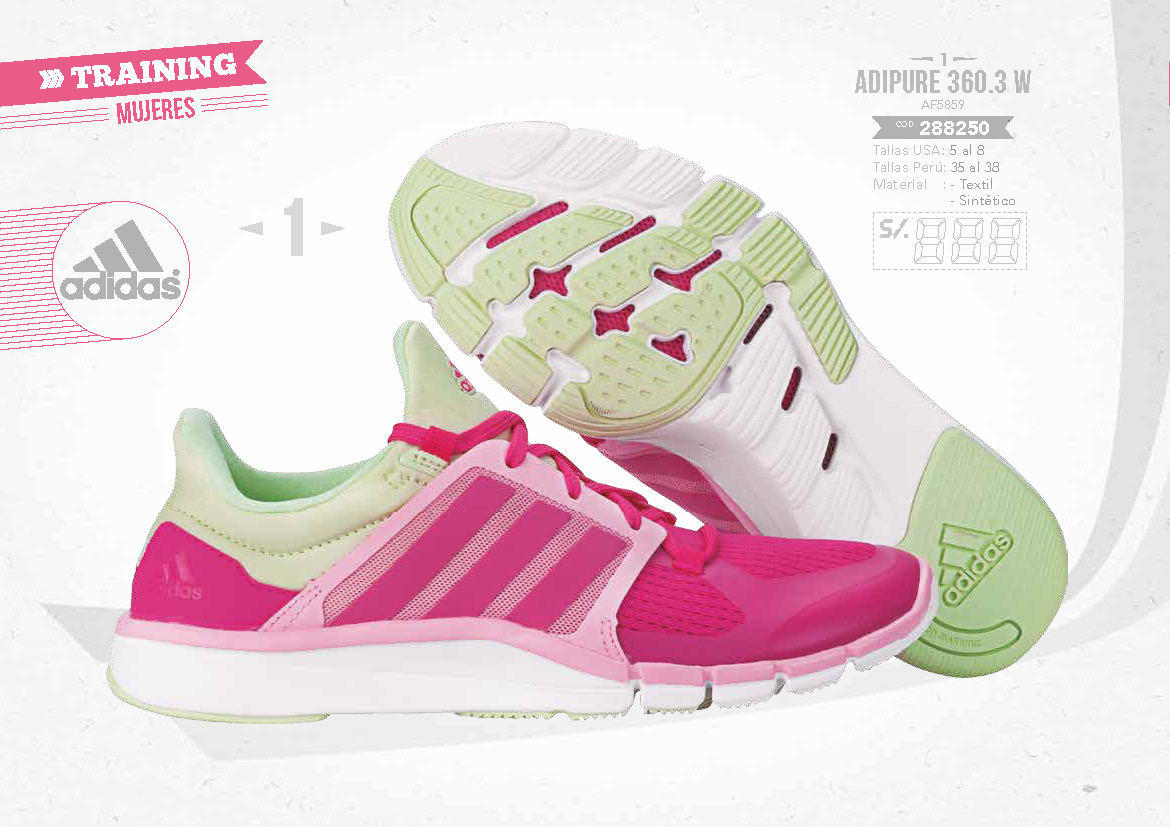 TRAINING
MUJERES
adidas
1
1
ADIPURE 360.3 W
AF5859
COD. 288250
Tallas USA: 5 al 8
Tallas Perú: 35 al 38
Material : - Textil
- Sintético
S/. 888
adidas
adidas